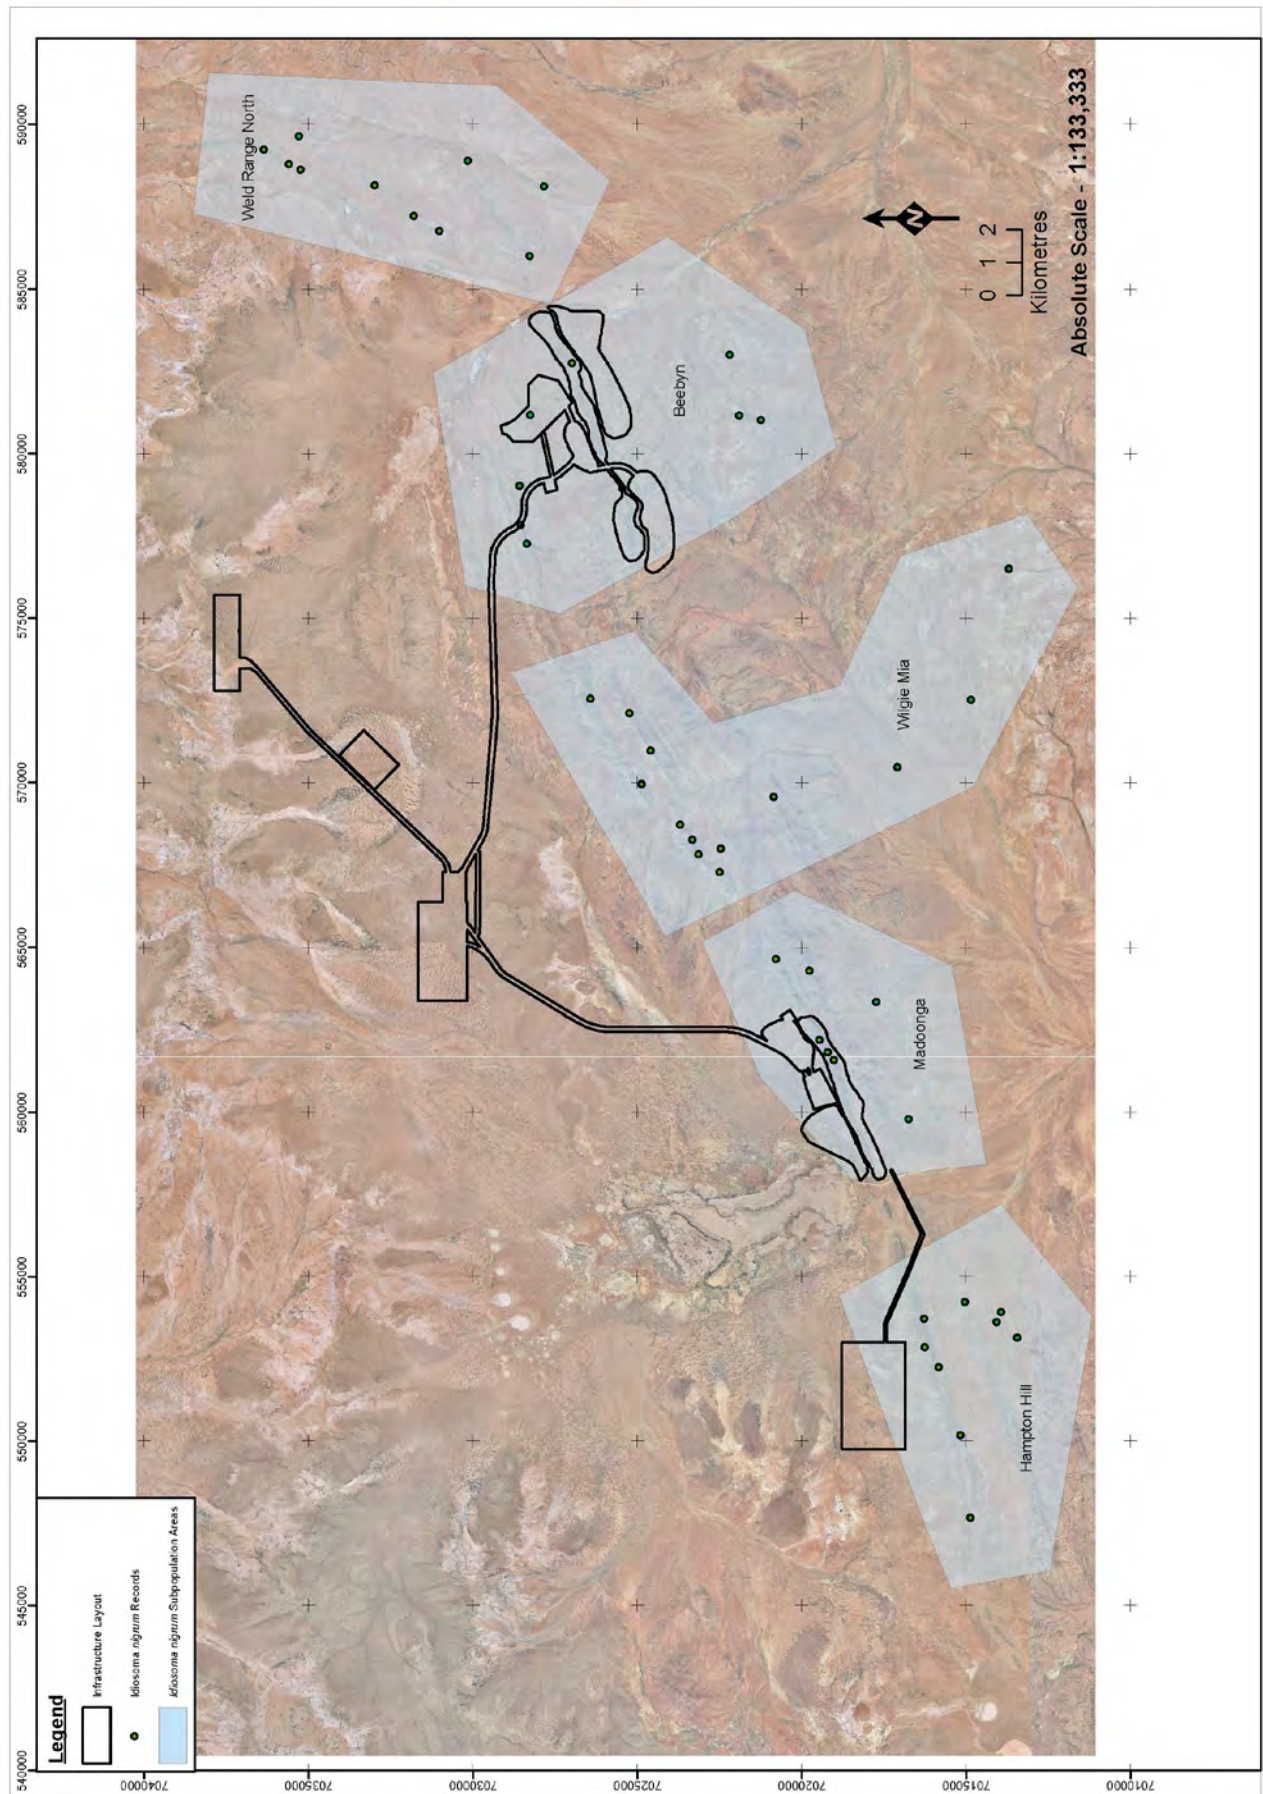 Legend
Infrastructure Layout
Idiosoma nigrum Records
Idiosoma nigrum Subpopulation Areas
540000
545000
550000
555000
560000
565000
570000
575000
580000
585000
590000
7040000
7035000
7030000
7025000
7020000
7015000
7010000
Weld Range North
Beebyn
Wilgie Mia
Madoonga
Hampton Hill
N
0 1 2
Kilometres
Absolute Scale - 1:133,333